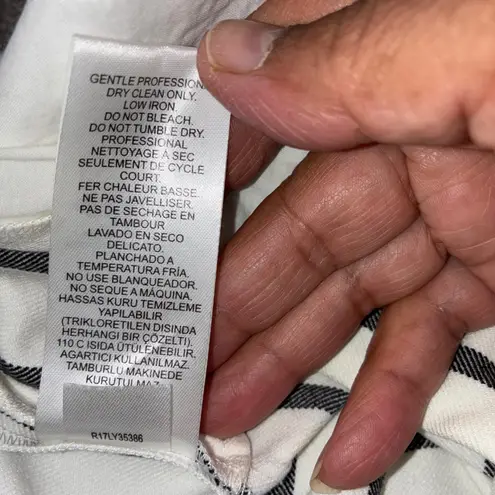 GENTLE PROFESSION
DRY CLEAN ONLY.
LOW IRON.
DO NOT BLEACH.
DO NOT TUMBLE DRY.
PROFESSIONAL
NETTOYAGE À SEC
SEULEMENT DE CYCLE
COURT.
FER CHALEUR BASSE.
NE PAS JAVELLISER.
PAS DE SECHAGE EN
TAMBOUR
LAVADO EN SECO
DELICATO.
PLANCHADO A
TEMPERATURA FRÍA.
NO USE BLANQUEADOR.
NO SEQUE A MÁQUINA.
HASSAS KURU TEMIZLEME
YAPILABILIR
(TRIKLORETILEN DISINDA
HERHANGI BIR ÇÖZELTI).
110 C ISIDA ÜTÜLENEBILIR.
AGARTICI KULLANILMAZ.
TAMBURLU MAKINEDE
KURUTULMAZ
R17LY35386